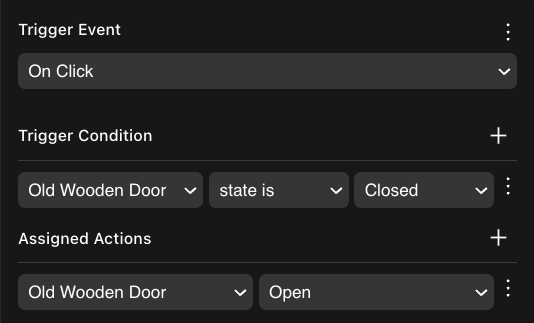 Trigger Event
On Click
Trigger Condition
Old Wooden Door state is Closed
Assigned Actions
Old Wooden Door Open